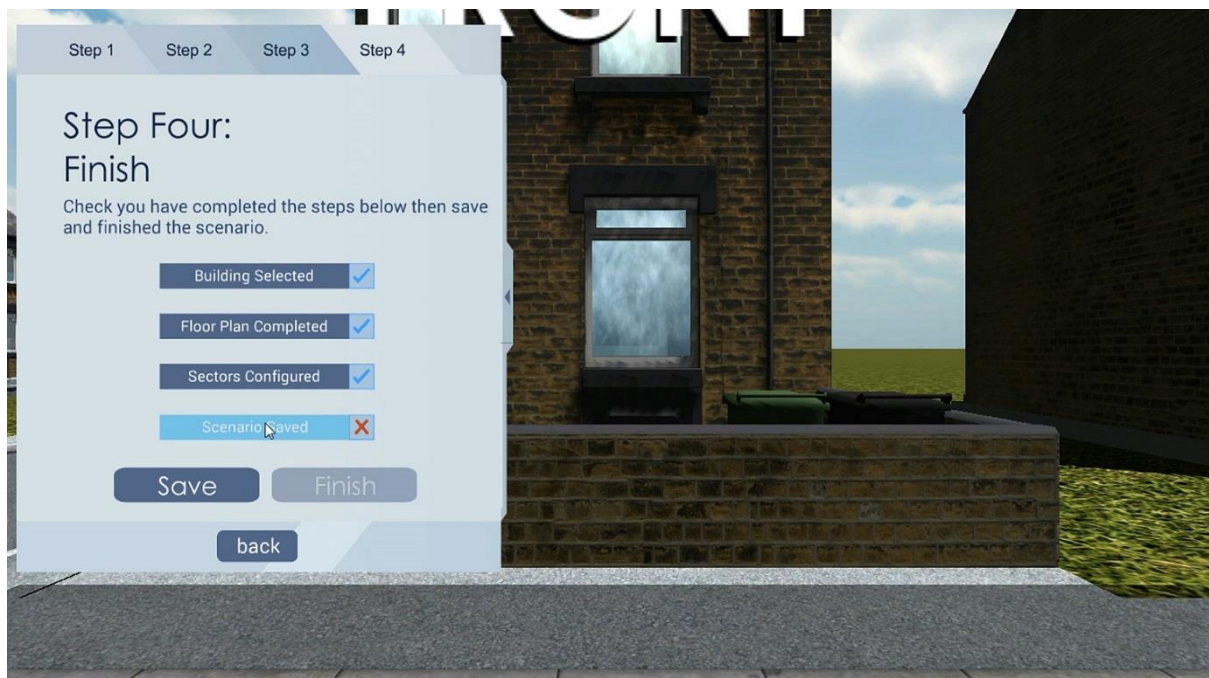 FRONT
Step 1 Step 2 Step 3 Step 4
Step Four:
Finish
Check you have completed the steps below then save
and finished the scenario.
Building Selected
Floor Plan Completed
Sectors Configured
Scenario Saved
Save Finish
back